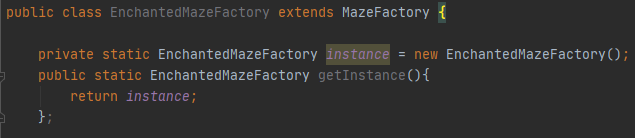 public class EnchantedMazeFactory extends MazeFactory {
private static EnchantedMazeFactory instance = new EnchantedMazeFactory();
public static EnchantedMazeFactory getInstance(){
return instance;
};